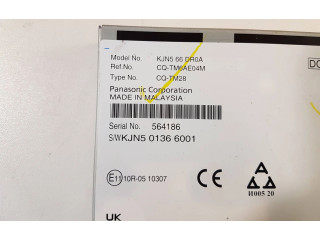 DC
Model No. KJN5 66 DR0A
Ref.No. CQ-TM6AE04M
Type No. CQ-TM28
Panasonic Corporation
MADE IN MALAYSIA
Serial No. 564186
S/WKJN5 0136 6001
E11 10R-05 10307
CE
H005 20
UK